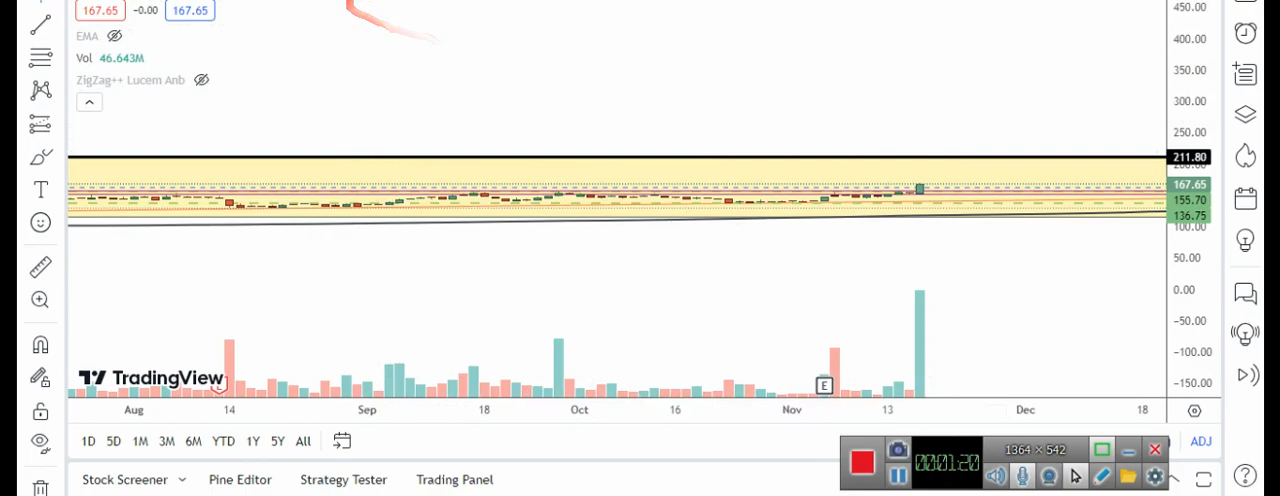 450.00
167.65 -0.00 167.65
EMA
400.00
Vol 46.643M
350.00
ZigZag++ Lucem Anb
300.00
250.00
211.80
167.65
155.70
136.75
100.00
50.00
0.00
-50.00
-100.00
TradingView
E
-150.00
Aug 14 Sep 18 Oct 16 Nov 13 Dec 18
1D 5D 1M 3M 6M YTD 1Y 5Y All
ADJ
1364 × 542
000120
Stock Screener Pine Editor Strategy Tester Trading Panel